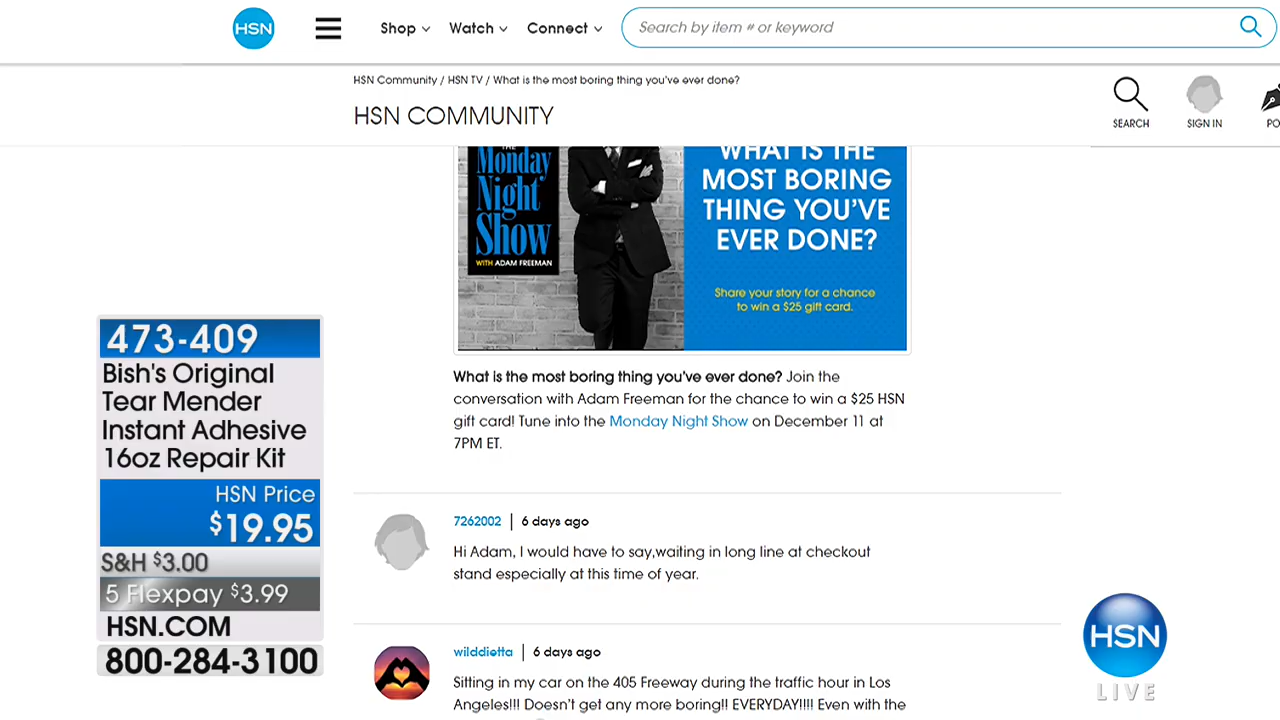 HSN
Shop
Watch
Connect
Search by item # or keyword
HSN Community / HSN TV / What is the most boring thing you've ever done?
HSN COMMUNITY
SEARCH
SIGN IN
PO
THE
Monday
Night
Show
WITH ADAM FREEMAN
WHAT IS THE
MOST BORING
THING YOU'VE
EVER DONE?
Share your story for a chance
to win a $25 gift card.
What is the most boring thing you've ever done? Join the
conversation with Adam Freeman for the chance to win a $25 HSN
gift card! Tune into the Monday Night Show on December 11 at
7PM ET.
7262002 | 6 days ago
Hi Adam, I would have to say,waiting in long line at checkout
stand especially at this time of year.
wilddietta | 6 days ago
Sitting in my car on the 405 Freeway during the traffic hour in Los
Angeles!!! Doesn't get any more boring!! EVERYDAY!!!! Even with the
473-409
Bish's Original
Tear Mender
Instant Adhesive
16oz Repair Kit
HSN Price
$19.95
S&H $3.00
5 Flexpay $3.99
HSN.COM
800-284-3100
HSN
LIVE